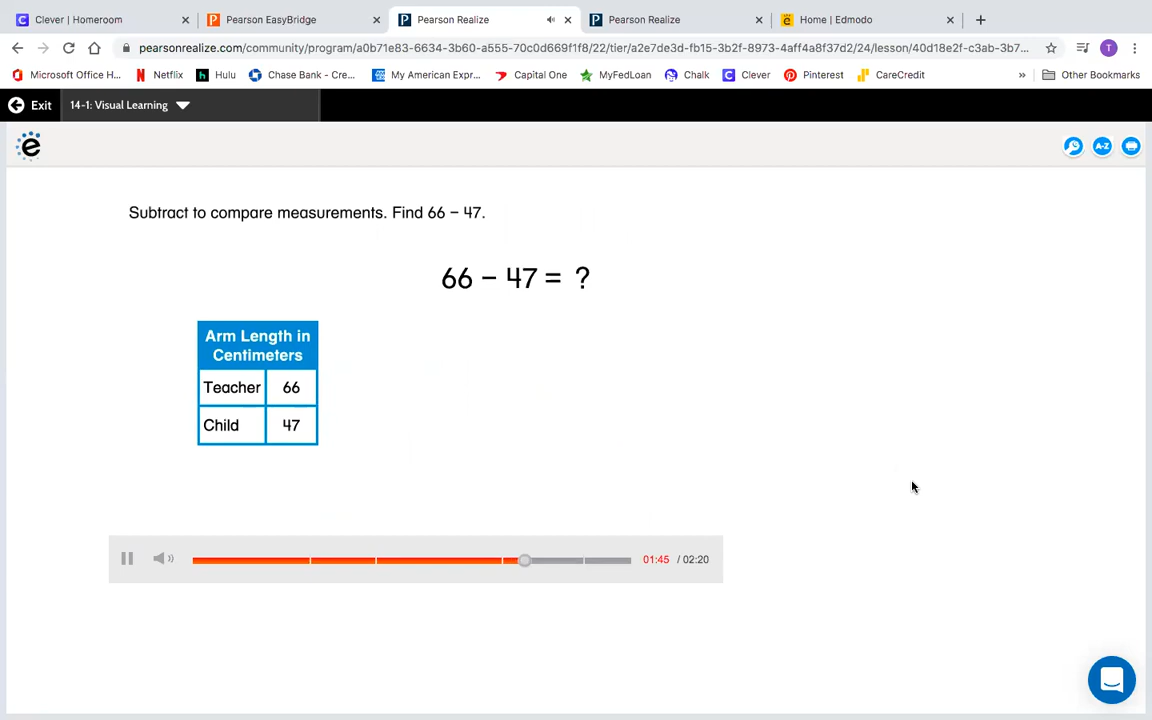 Clever | Homeroom
Pearson EasyBridge
Pearson Realize
Pearson Realize
Home | Edmodo
pearsonrealize.com/community/program/a0b71e83-6634-3b60-a555-70c0d669f1f8/22/tier/a2e7de3d-fb15-3b2f-8973-4aff4a8f37d2/24/lesson/40d18e2f-c3ab-3b7...
T
Microsoft Office H... Netflix Hulu Chase Bank - Cre... My American Expr... Capital One MyFedLoan Chalk Clever Pinterest CareCredit » Other Bookmarks
Exit 14-1: Visual Learning
e
A-Z
Subtract to compare measurements. Find 66 – 47.
66 – 47 = ?
Arm Length in
Centimeters
Teacher 66
Child 47
01:45 / 02:20